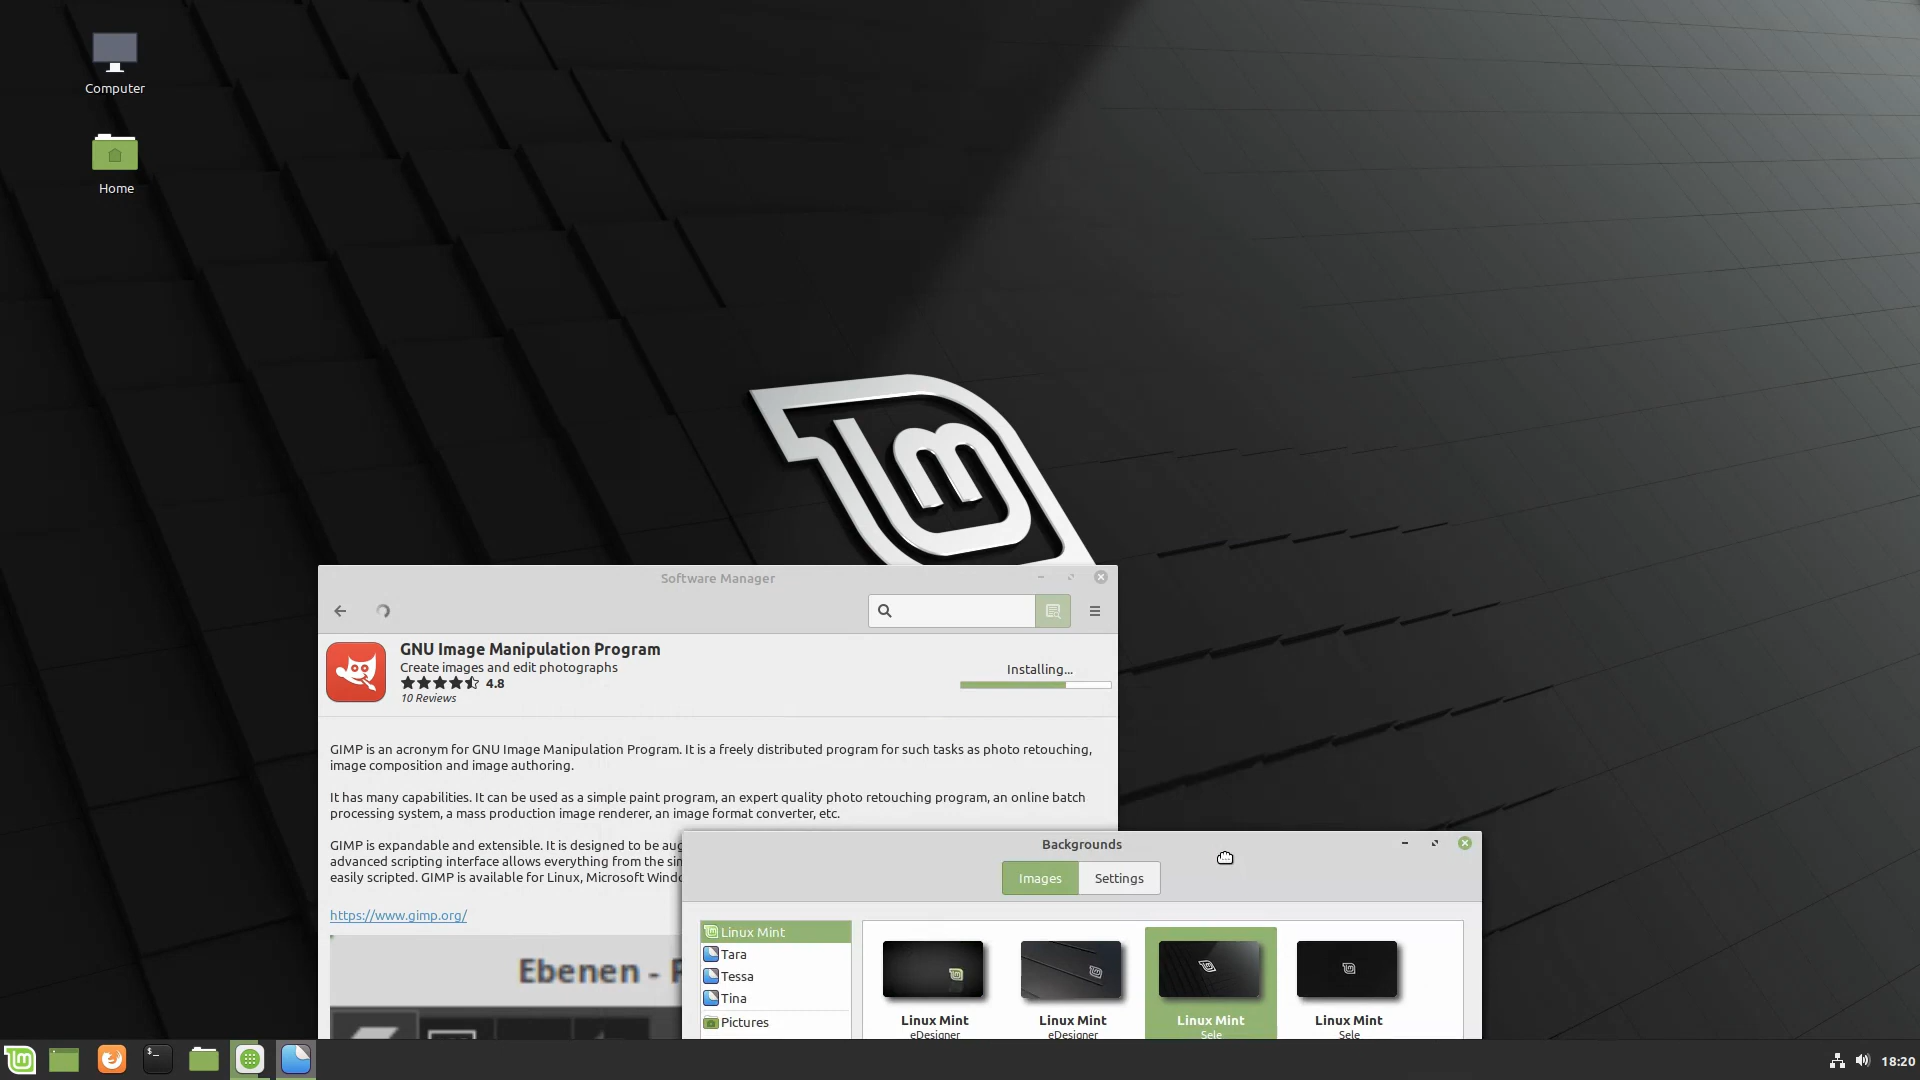 Computer
Home
Software Manager
GNU Image Manipulation Program
Create images and edit photographs
4.8
10 Reviews
Installing...
GIMP is an acronym for GNU Image Manipulation Program. It is a freely distributed program for such tasks as photo retouching,
image composition and image authoring.
It has many capabilities. It can be used as a simple paint program, an expert quality photo retouching program, an online batch
processing system, a mass production image renderer, an image format converter, etc.
GIMP is expandable and extensible. It is designed to be
advanced scripting interface allows everything from the
easily scripted. GIMP is available for Linux, Microsoft
https://www.gimp.org/
Ebenen -
Backgrounds
Images Settings
Linux Mint
Tara
Tessa
Tina
Pictures
Linux Mint Linux Mint Linux Mint Linux Mint
eDesigner eDesigner Sele Sele
18:20